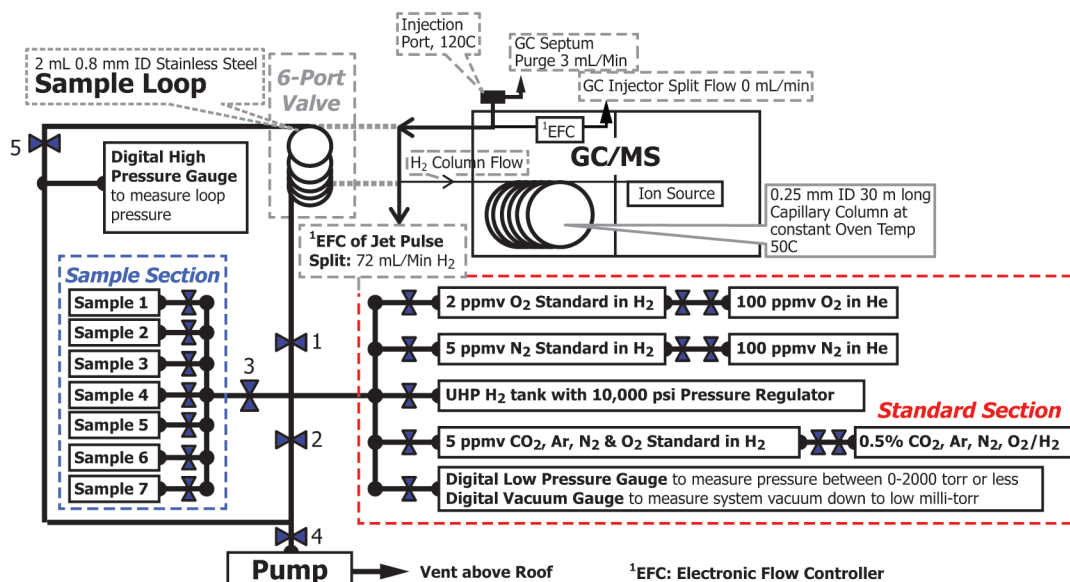 2 mL 0.8 mm ID Stainless Steel
Sample Loop
6-Port
Valve
Injection
Port, 120C
GC Septum
Purge 3 mL/Min
GC Injector Split Flow 0 mL/min
¹EFC
GC/MS
H₂ Column Flow
Ion Source
5
Digital High
Pressure Gauge
to measure loop
pressure
0.25 mm ID 30 m long
Capillary Column at
constant Oven Temp
50C
¹EFC of Jet Pulse
Split: 72 mL/Min H₂
Sample Section
Sample 1
Sample 2
Sample 3
Sample 4
Sample 5
Sample 6
Sample 7
1
3
2
4
2 ppmv O₂ Standard in H₂
100 ppmv O₂ in He
5 ppmv N₂ Standard in H₂
100 ppmv N₂ in He
UHP H₂ tank with 10,000 psi Pressure Regulator
Standard Section
5 ppmv CO₂, Ar, N₂ & O₂ Standard in H₂
0.5% CO₂, Ar, N₂, O₂/H₂
Digital Low Pressure Gauge to measure pressure between 0-2000 torr or less
Digital Vacuum Gauge to measure system vacuum down to low milli-torr
Pump
Vent above Roof
¹EFC: Electronic Flow Controller